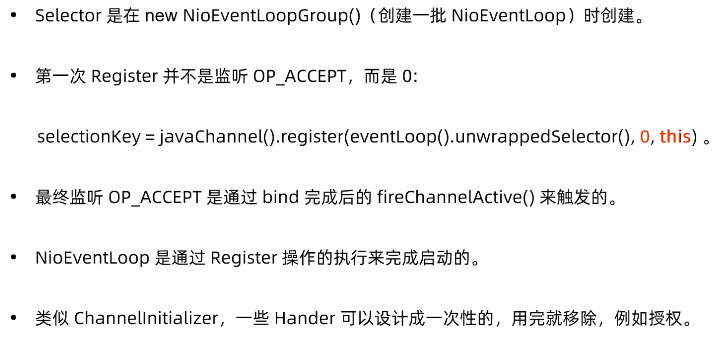 • Selector 是在 new NioEventLoopGroup()（创建一批 NioEventLoop）时创建。
• 第一次 Register 并不是监听 OP_ACCEPT，而是 0：
selectionKey = javaChannel().register(eventLoop().unwrappedSelector(), 0, this) 。
• 最终监听 OP_ACCEPT 是通过 bind 完成后的 fireChannelActive() 来触发的。
• NioEventLoop 是通过 Register 操作的执行来完成启动的。
• 类似 ChannelInitializer，一些 Hander 可以设计成一次性的，用完就移除，例如授权。